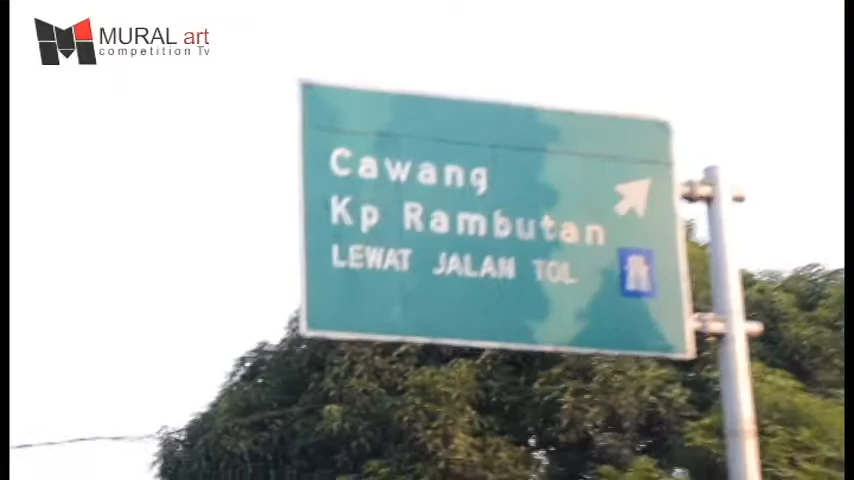 MURAL art
competition Tv
Cawang
Kp Rambutan
LEWAT JALAN TOL